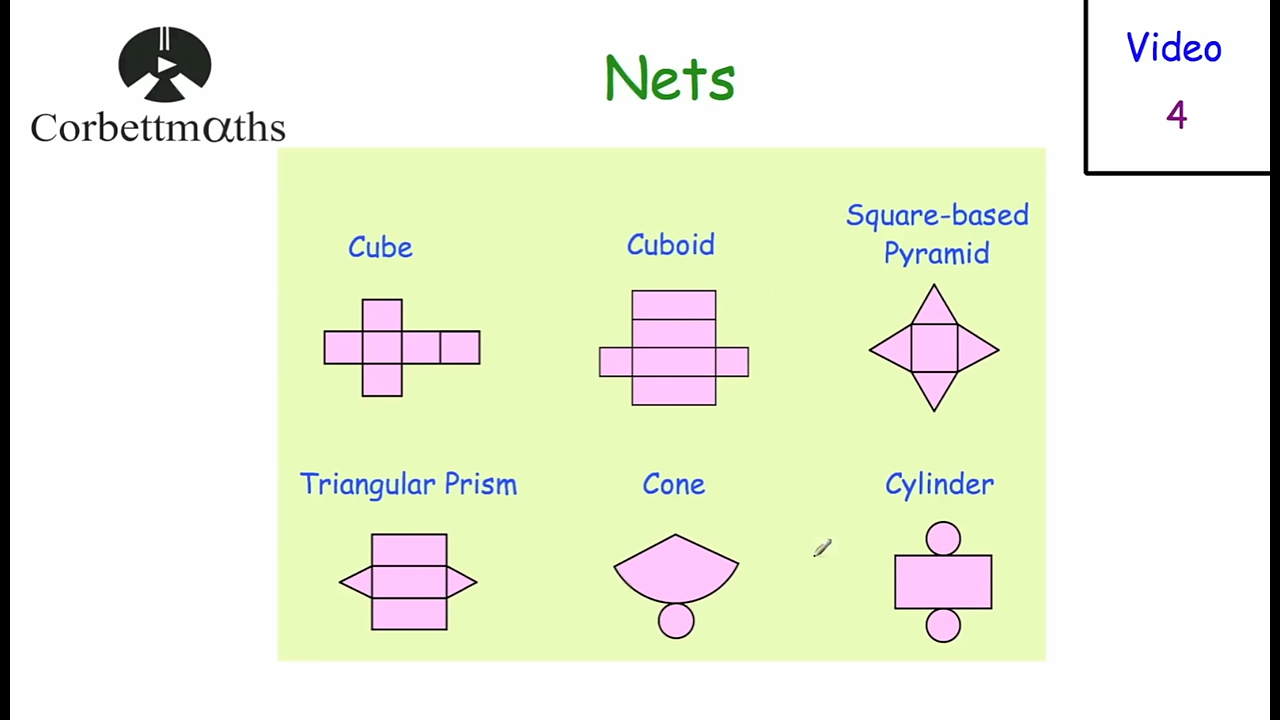 Corbettmαths
Nets
Video
4
Cube
Cuboid
Square-based
Pyramid
Triangular Prism
Cone
Cylinder